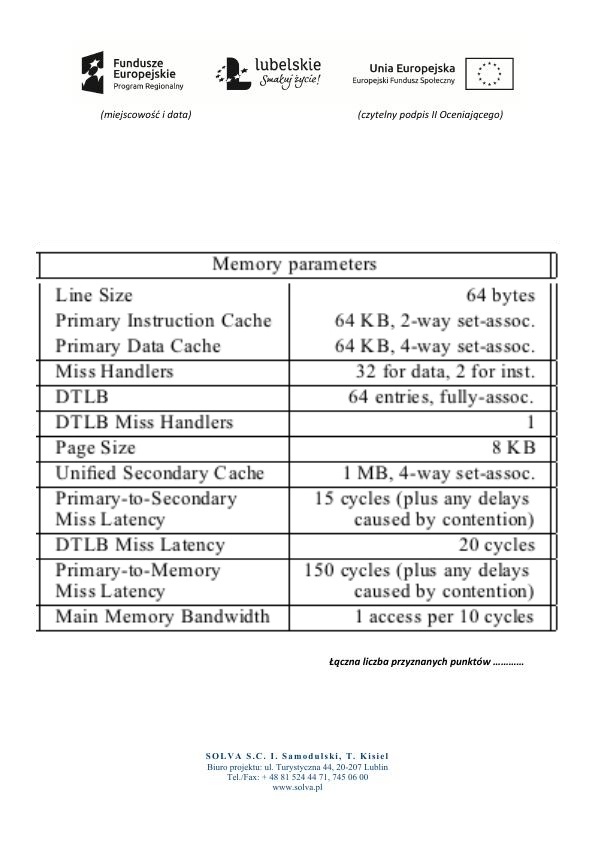 Fundusze
Europejskie
Program Regionalny
lubelskie
Smakuj życie!
Unia Europejska
Europejski Fundusz Społeczny
(miejscowość i data)
(czytelny podpis II Oceniającego)
Memory parameters
Line Size 64 bytes
Primary Instruction Cache 64 KB, 2-way set-assoc.
Primary Data Cache 64 KB, 4-way set-assoc.
Miss Handlers 32 for data, 2 for inst.
DTLB 64 entries, fully-assoc.
DTLB Miss Handlers 1
Page Size 8 KB
Unified Secondary Cache 1 MB, 4-way set-assoc.
Primary-to-Secondary 15 cycles (plus any delays
Miss Latency caused by contention)
DTLB Miss Latency 20 cycles
Primary-to-Memory 150 cycles (plus any delays
Miss Latency caused by contention)
Main Memory Bandwidth 1 access per 10 cycles
Łączna liczba przyznanych punktów …………
SOLVA S.C. I. Samodulski, T. Kisiel
Biuro projektu: ul. Turystyczna 44, 20-207 Lublin
Tel./Fax: + 48 81 524 44 71, 745 06 00
www.solva.pl